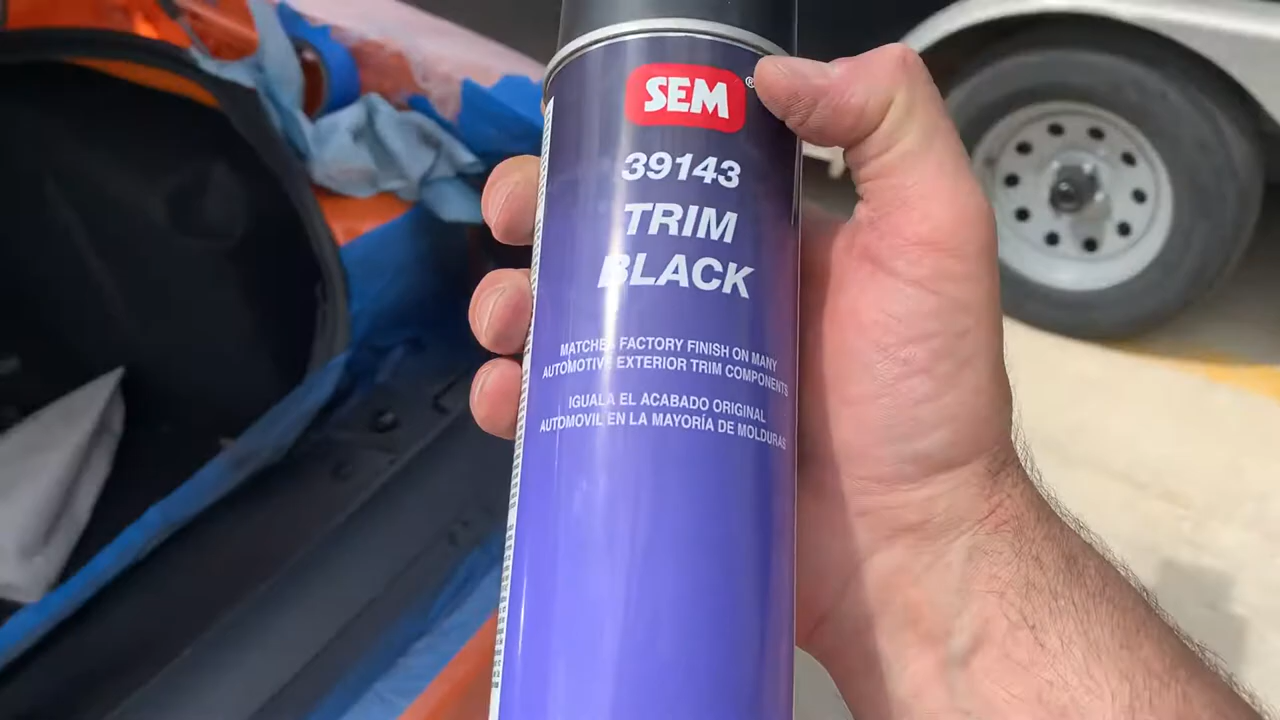 SEM®
39143
TRIM
BLACK
MATCHES FACTORY FINISH ON MANY
AUTOMOTIVE EXTERIOR TRIM COMPONENTS
IGUALA EL ACABADO ORIGINAL
AUTOMOVIL EN LA MAYORÍA DE MOLDURAS